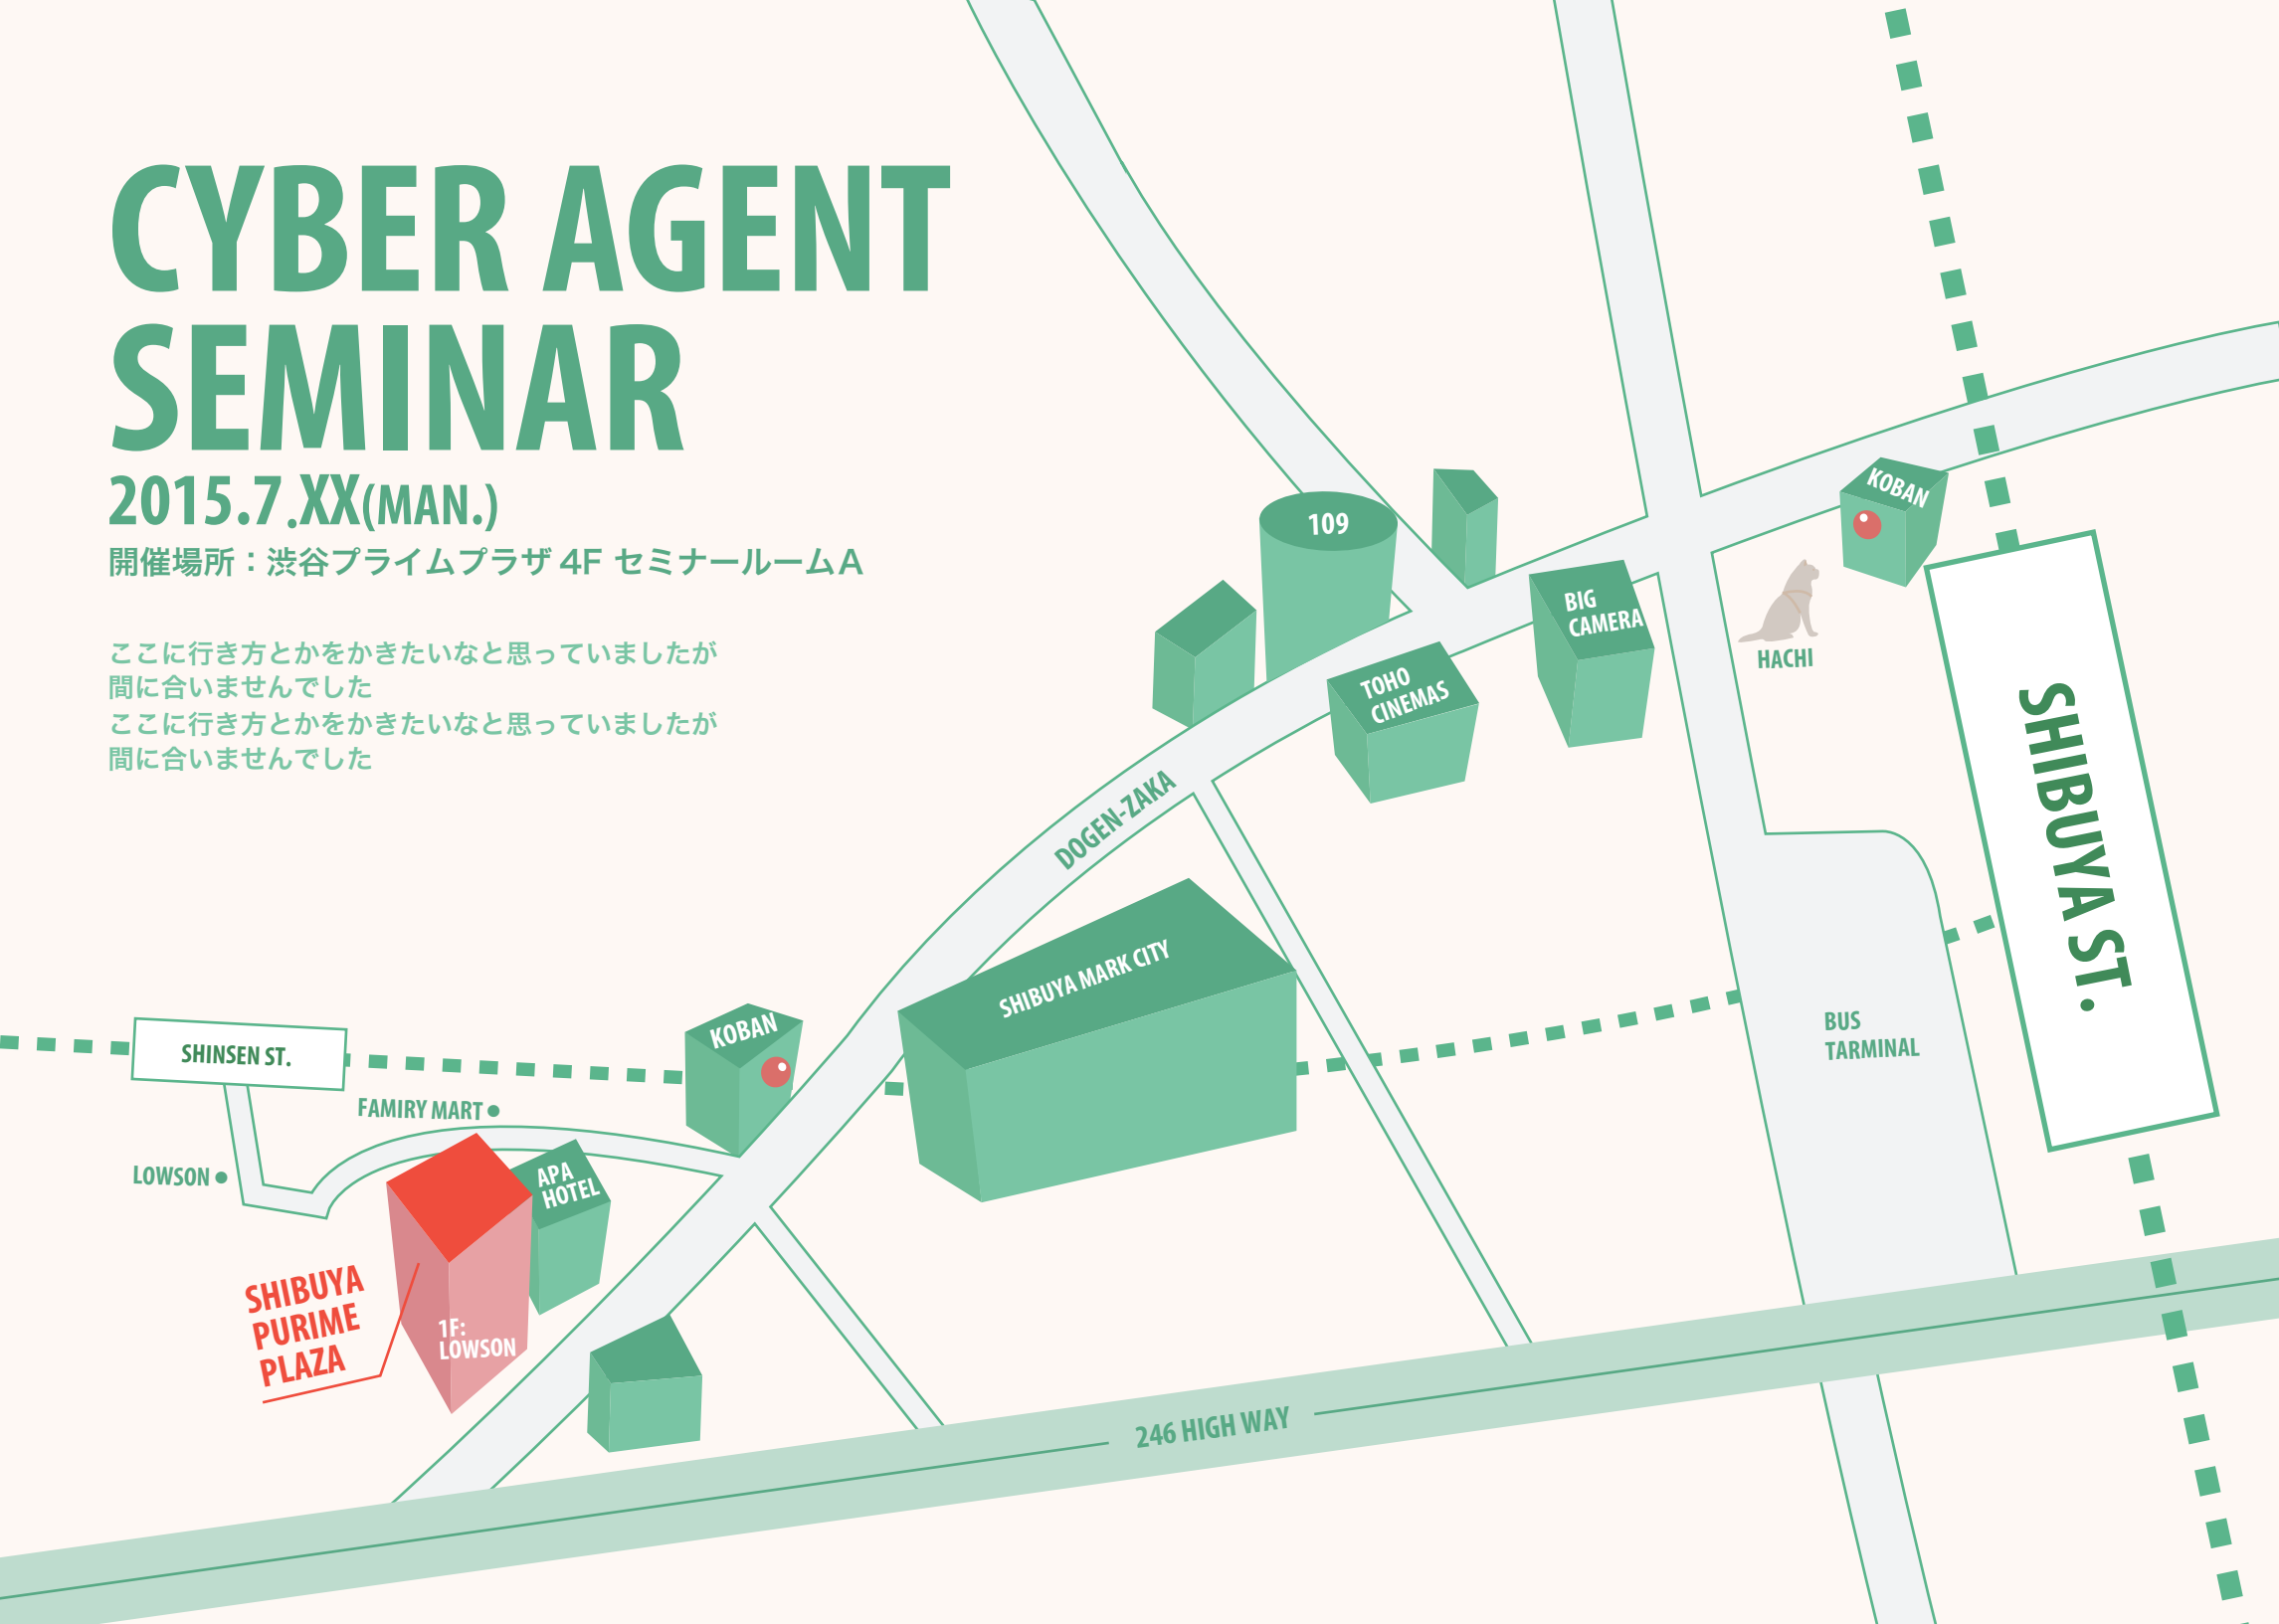 CYBER AGENT
SEMINAR
2015.7.XX(MAN.)
開催場所：渋谷プライムプラザ 4F セミナールームA
ここに行き方とかをかきたいなと思っていましたが
間に合いませんでした
ここに行き方とかをかきたいなと思っていましたが
間に合いませんでした
109
KOBAN
BIG
CAMERA
HACHI
TOHO
CINEMAS
SHIBUYA ST.
DOGEN-ZAKA
SHIBUYA MARK CITY
BUS
TARMINAL
KOBAN
SHINSEN ST.
FAMIRY MART
LOWSON
APA
HOTEL
SHIBUYA
PURIME
PLAZA
1F:
LOWSON
246 HIGH WAY